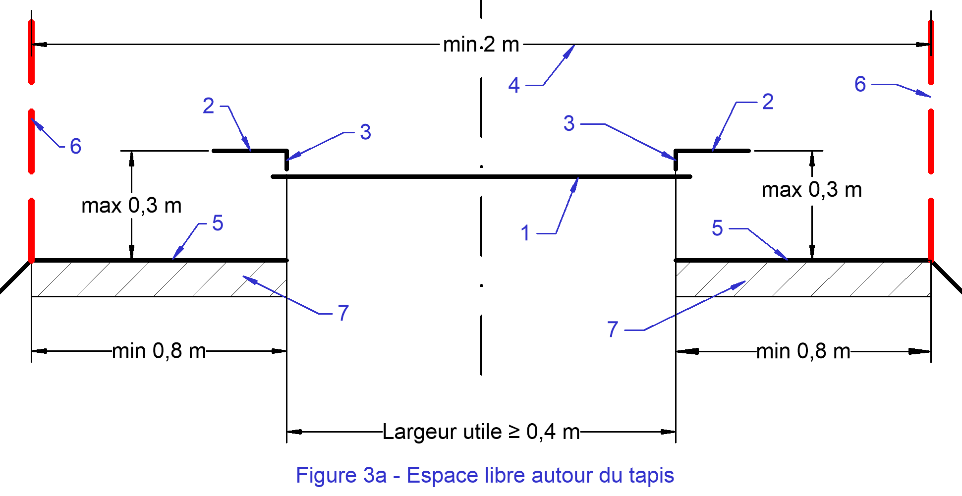 min 2 m
4
6
2
2
3
3
6
max 0,3 m
max 0,3 m
1
5
5
7
7
min 0,8 m
min 0,8 m
Largeur utile ≥ 0,4 m
Figure 3a - Espace libre autour du tapis